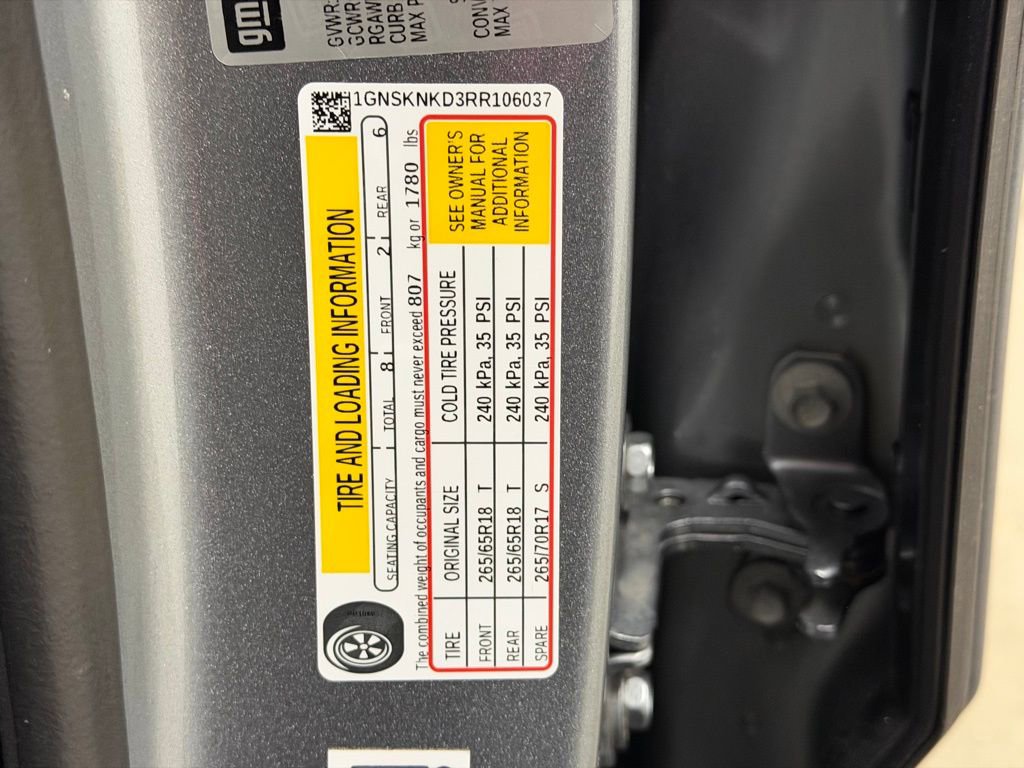 gm
GVWR
GCWR
RGAW
CURB
MAX P
CONV
MAX
1GNSKNKD3RR106037
TIRE AND LOADING INFORMATION
SEATING CAPACITY TOTAL 8 FRONT 2 REAR 6
The combined weight of occupants and cargo must never exceed 807 kg or 1780 lbs
TIRE ORIGINAL SIZE COLD TIRE PRESSURE
FRONT 265/65R18 T 240 kPa, 35 PSI
REAR 265/65R18 T 240 kPa, 35 PSI
SPARE 265/70R17 S 240 kPa, 35 PSI
SEE OWNER'S
MANUAL FOR
ADDITIONAL
INFORMATION